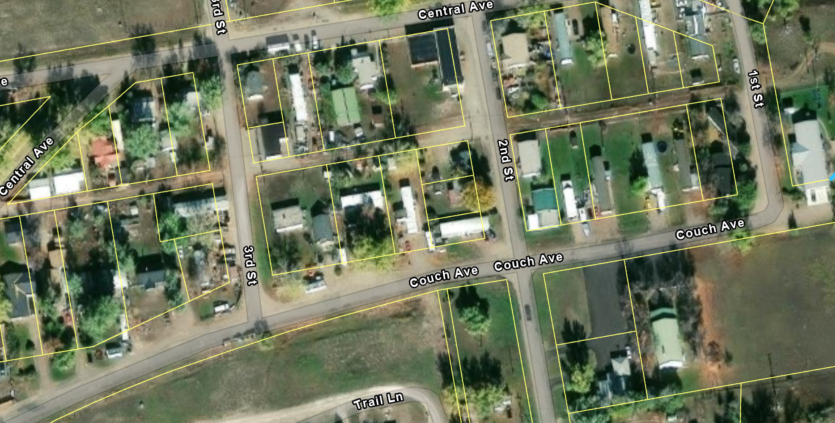 Central Ave
3rd St
e
1st St
Central Ave
2nd St
3rd St
Couch Ave
Couch Ave
Couch Ave
Trail Ln